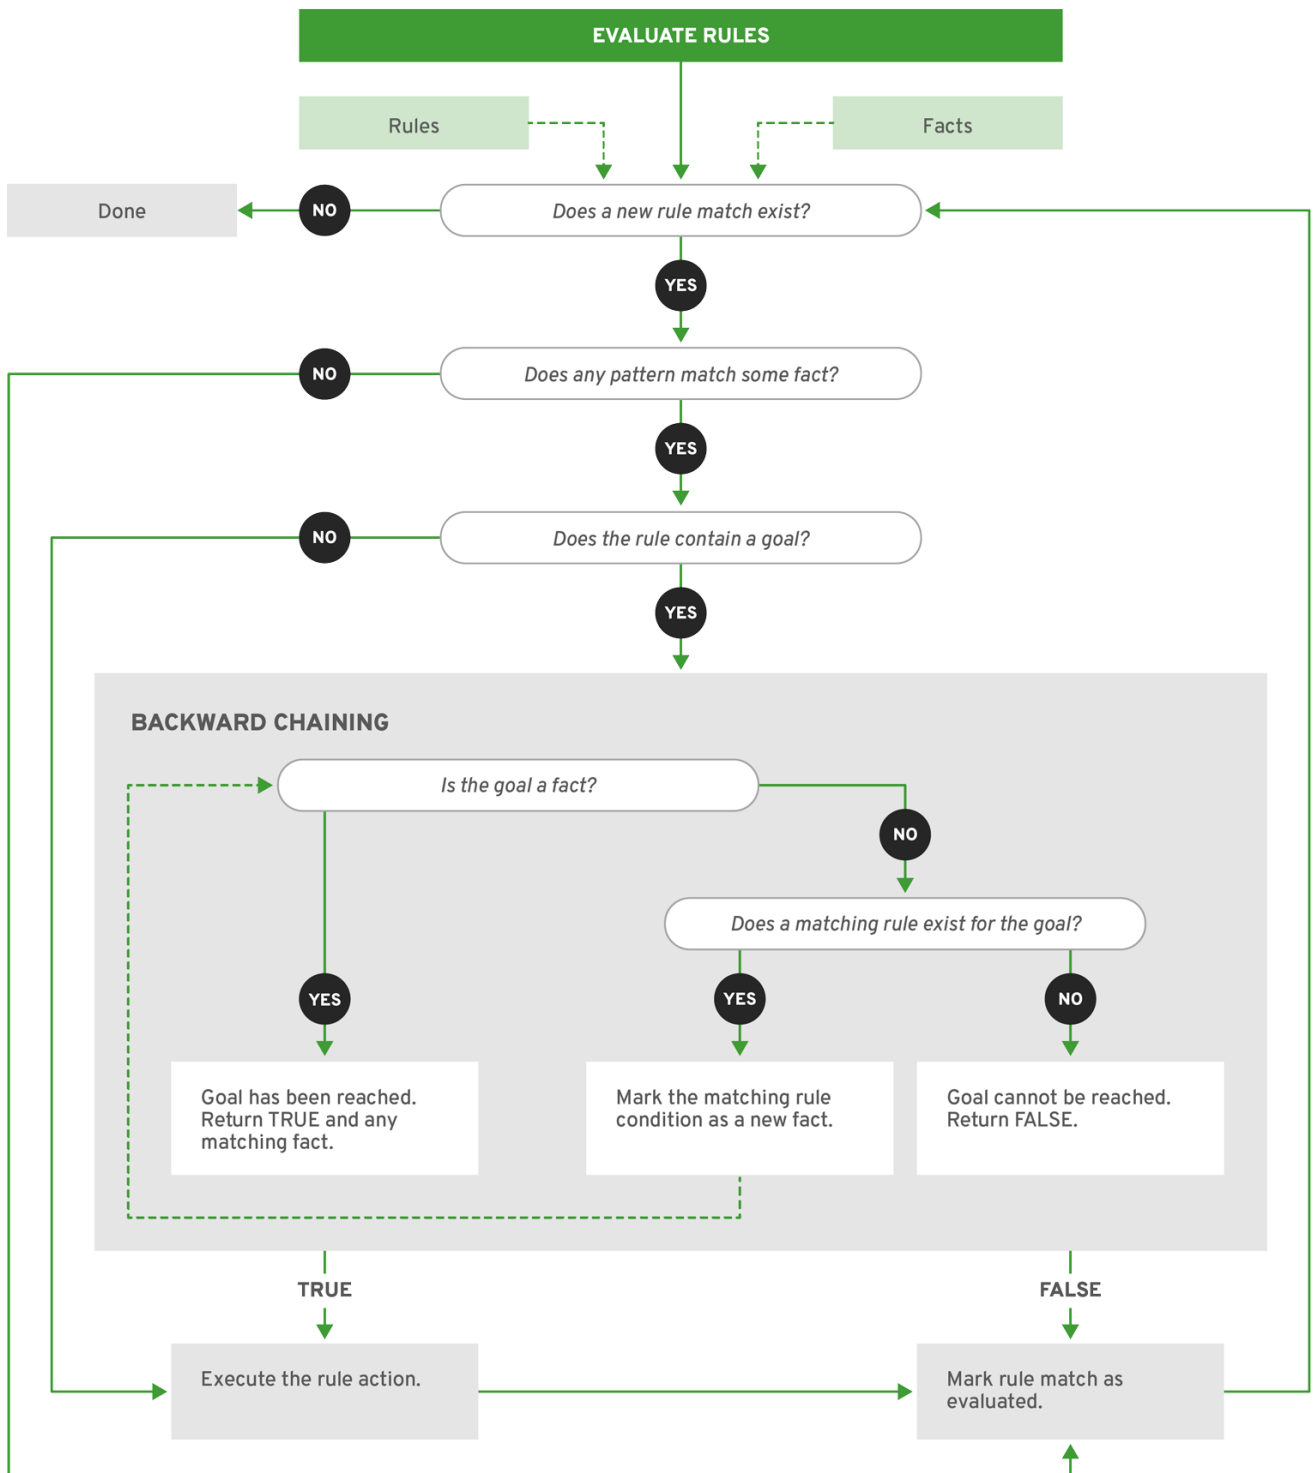 EVALUATE RULES
Rules
Facts
Done
NO
Does a new rule match exist?
YES
NO
Does any pattern match some fact?
YES
NO
Does the rule contain a goal?
YES
BACKWARD CHAINING
Is the goal a fact?
NO
Does a matching rule exist for the goal?
YES
YES
NO
Goal has been reached.
Return TRUE and any
matching fact.
Mark the matching rule
condition as a new fact.
Goal cannot be reached.
Return FALSE.
TRUE
FALSE
Execute the rule action.
Mark rule match as
evaluated.